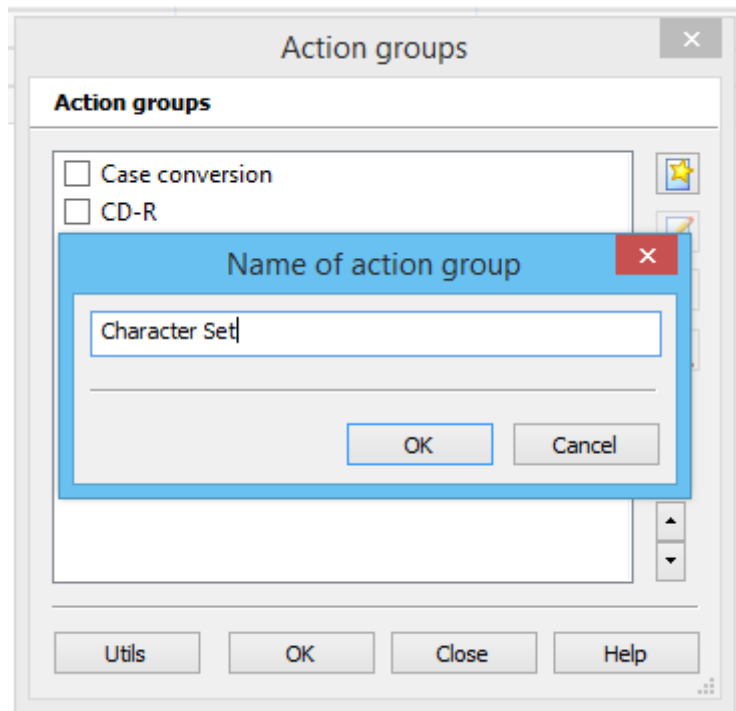 Action groups
Action groups
Case conversion
CD-R
Name of action group
Character Set
OK Cancel
Utils OK Close Help